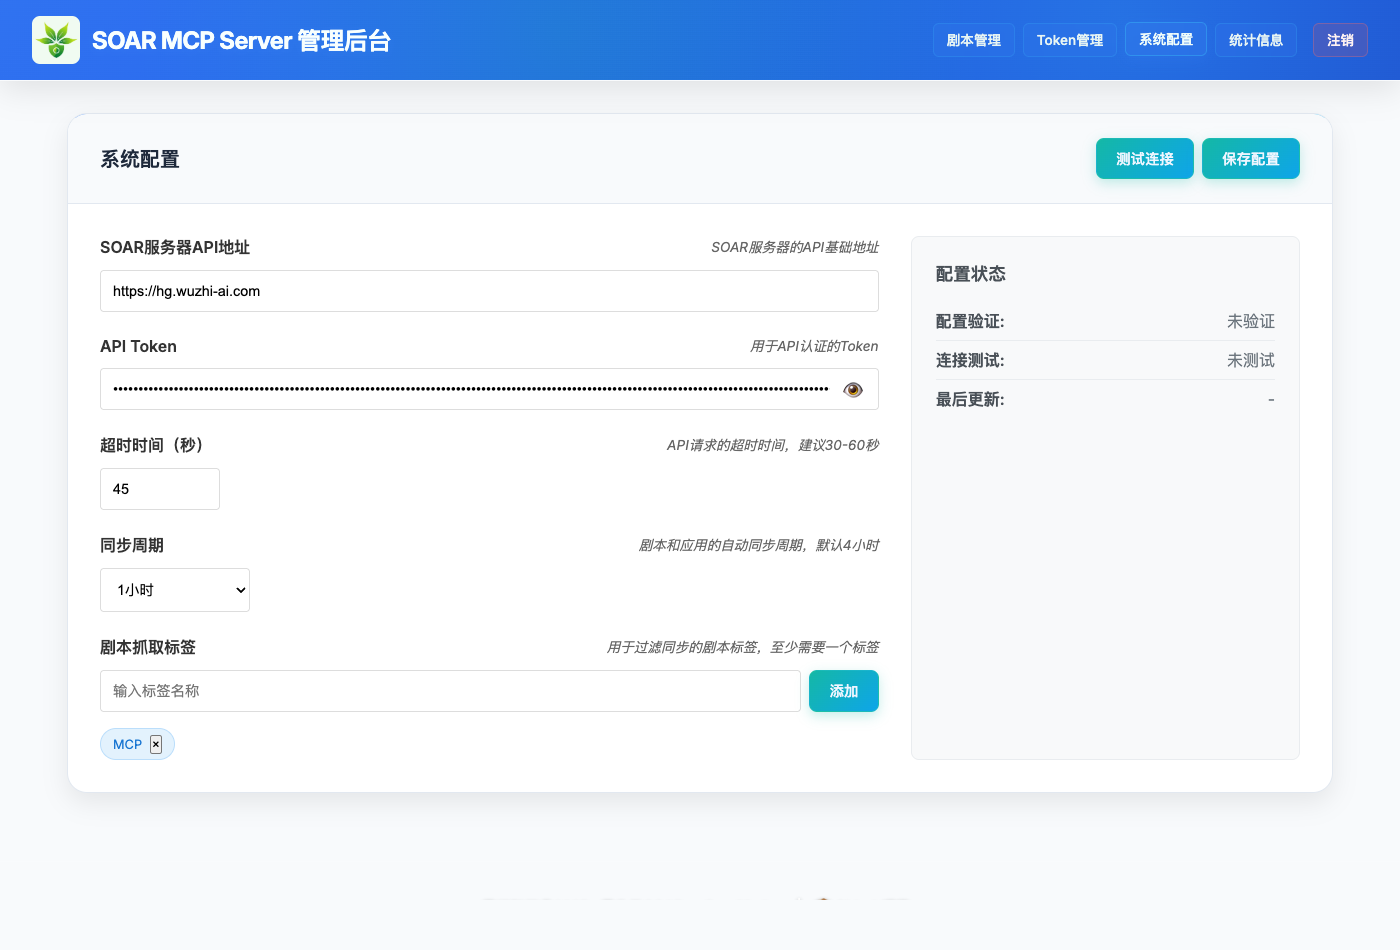 SOAR MCP Server 管理后台
剧本管理 Token管理 系统配置 统计信息 注销
系统配置
测试连接 保存配置
SOAR服务器API地址 SOAR服务器的API基础地址
https://hg.wuzhi-ai.com
API Token 用于API认证的Token
超时时间（秒） API请求的超时时间，建议30-60秒
45
同步周期 剧本和应用的自动同步周期，默认4小时
1小时
剧本抓取标签 用于过滤同步的剧本标签，至少需要一个标签
输入标签名称 添加
MCP ×
配置状态
配置验证: 未验证
连接测试: 未测试
最后更新: -